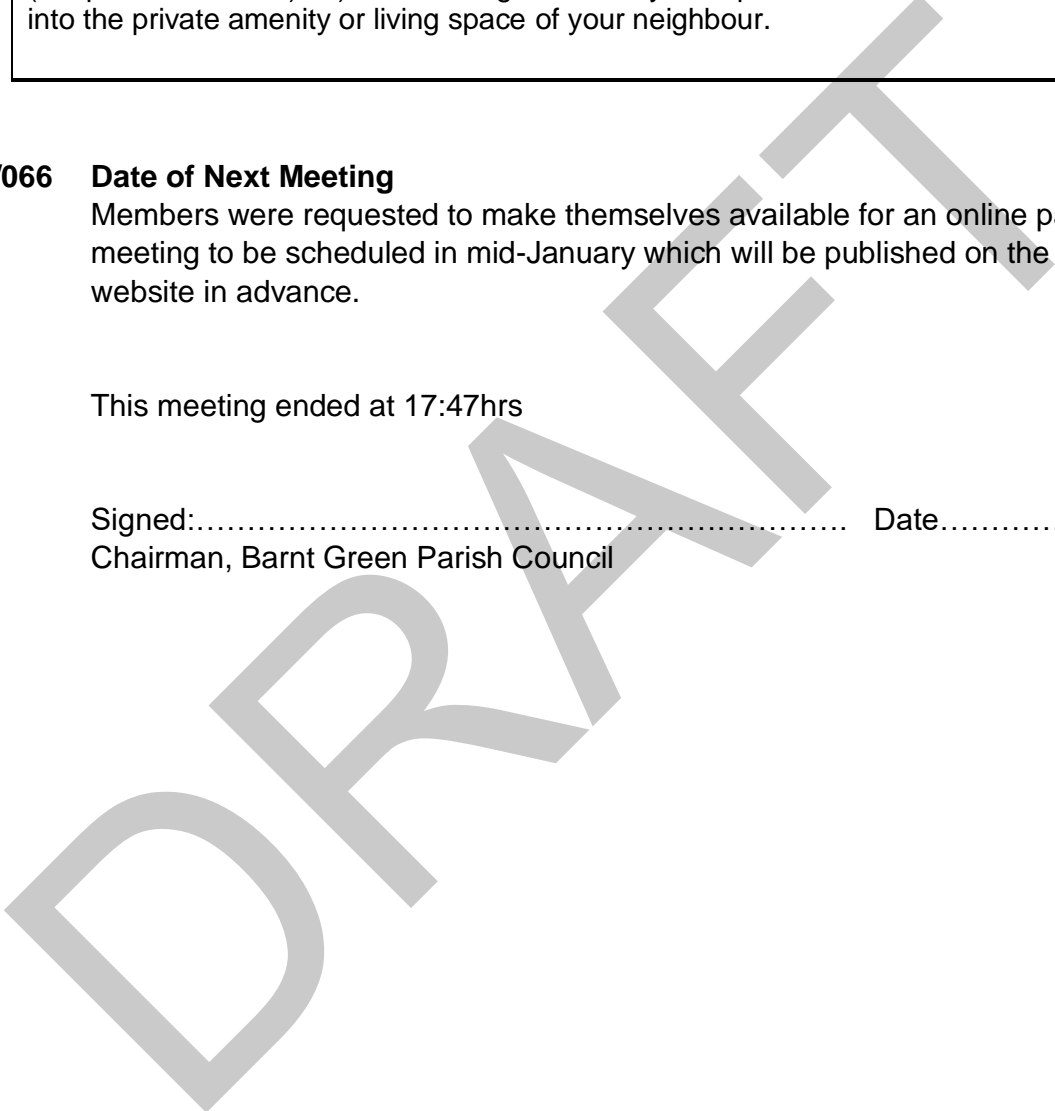 into the private amenity or living space of your neighbour.
/066 Date of Next Meeting
Members were requested to make themselves available for an online
meeting to be scheduled in mid-January which will be published on the
website in advance.
This meeting ended at 17:47hrs
Signed:………………………………………………………. Date…………
Chairman, Barnt Green Parish Council
DRAFT